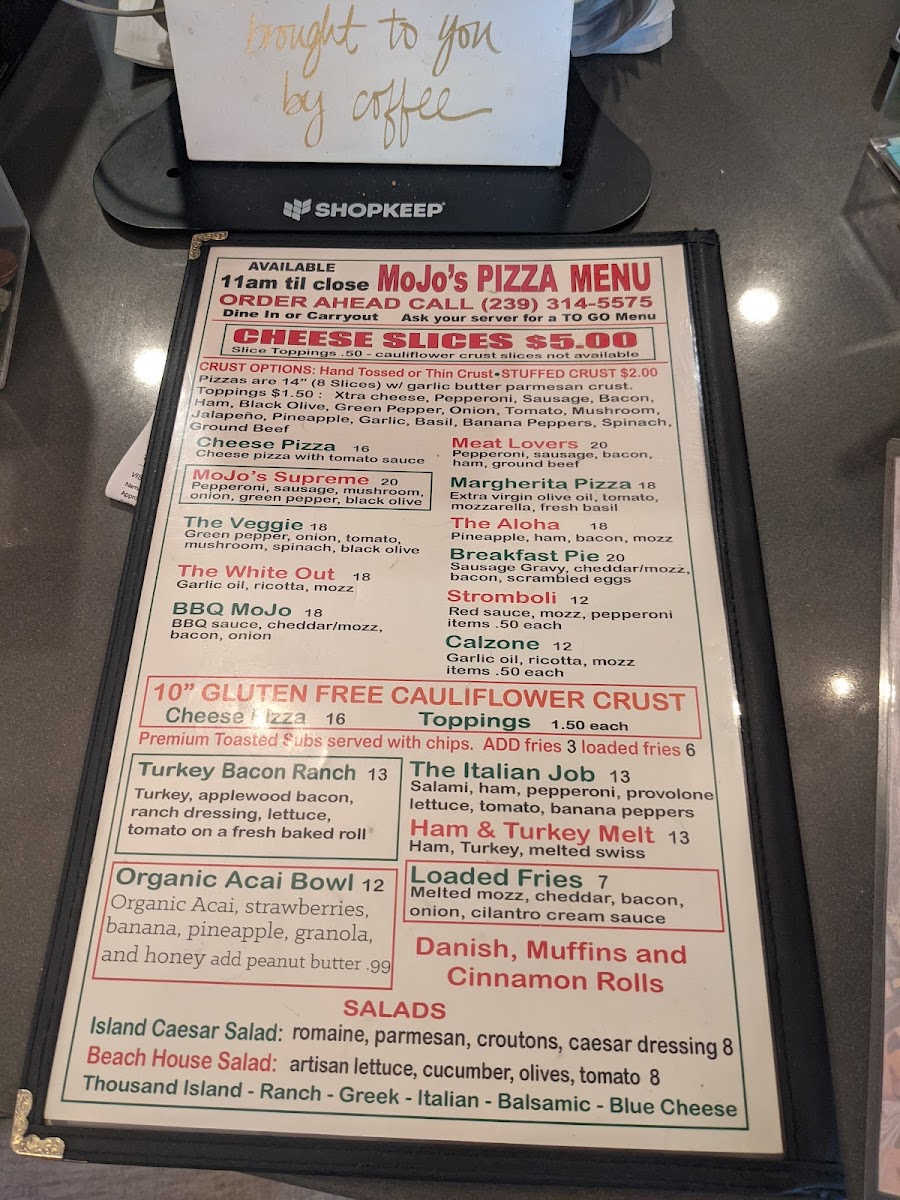 brought to you
by coffee
SHOPKEEP
AVAILABLE
11am til close
MoJo's PIZZA MENU
ORDER AHEAD CALL (239) 314-5575
Dine In or Carryout Ask your server for a TO GO Menu
CHEESE SLICES $5.00
Slice Toppings .50 - cauliflower crust slices not available
CRUST OPTIONS: Hand Tossed or Thin Crust•STUFFED CRUST $2.00
Pizzas are 14" (8 Slices) w/ garlic butter parmesan crust.
Toppings $1.50 : Xtra cheese, Pepperoni, Sausage, Bacon,
Ham, Black Olive, Green Pepper, Onion, Tomato, Mushroom,
Jalapeño, Pineapple, Garlic, Basil, Banana Peppers, Spinach,
Ground Beef
Cheese Pizza 16
Cheese pizza with tomato sauce
MoJo's Supreme 20
Pepperoni, sausage, mushroom,
onion, green pepper, black olive
The Veggie 18
Green pepper, onion, tomato,
mushroom, spinach, black olive
The White Out 18
Garlic oil, ricotta, mozz
BBQ MoJo 18
BBQ sauce, cheddar/mozz,
bacon, onion
Meat Lovers 20
Pepperoni, sausage, bacon,
ham, ground beef
Margherita Pizza 18
Extra virgin olive oil, tomato,
mozzarella, fresh basil
The Aloha 18
Pineapple, ham, bacon, mozz
Breakfast Pie 20
Sausage Gravy, cheddar/mozz,
bacon, scrambled eggs
Stromboli 12
Red sauce, mozz, pepperoni
items .50 each
Calzone 12
Garlic oil, ricotta, mozz
items .50 each
10" GLUTEN FREE CAULIFLOWER CRUST
Cheese Pizza 16 Toppings 1.50 each
Premium Toasted Subs served with chips. ADD fries 3 loaded fries 6
Turkey Bacon Ranch 13
Turkey, applewood bacon,
ranch dressing, lettuce,
tomato on a fresh baked roll
The Italian Job 13
Salami, ham, pepperoni, provolone
lettuce, tomato, banana peppers
Ham & Turkey Melt 13
Ham, Turkey, melted swiss
Organic Acai Bowl 12
Organic Acai, strawberries,
banana, pineapple, granola,
and honey add peanut butter .99
Loaded Fries 7
Melted mozz, cheddar, bacon,
onion, cilantro cream sauce
Danish, Muffins and
Cinnamon Rolls
SALADS
Island Caesar Salad: romaine, parmesan, croutons, caesar dressing 8
Beach House Salad: artisan lettuce, cucumber, olives, tomato 8
Thousand Island - Ranch - Greek - Italian - Balsamic - Blue Cheese